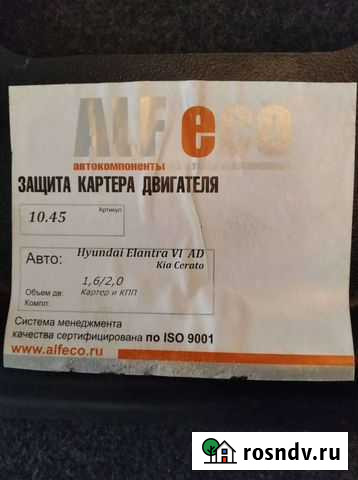 ALFeco
автокомпоненты
ЗАЩИТА КАРТЕРА ДВИГАТЕЛЯ
Артикул
10.45
Авто: Hyundai Elantra VI AD
Kia Cerato
1,6/2,0
Объем дв:
Картер и КПП
Компл:
Система менеджмента
качества сертифицирована по ISO 9001
www.alfeco.ru
rosndv.ru